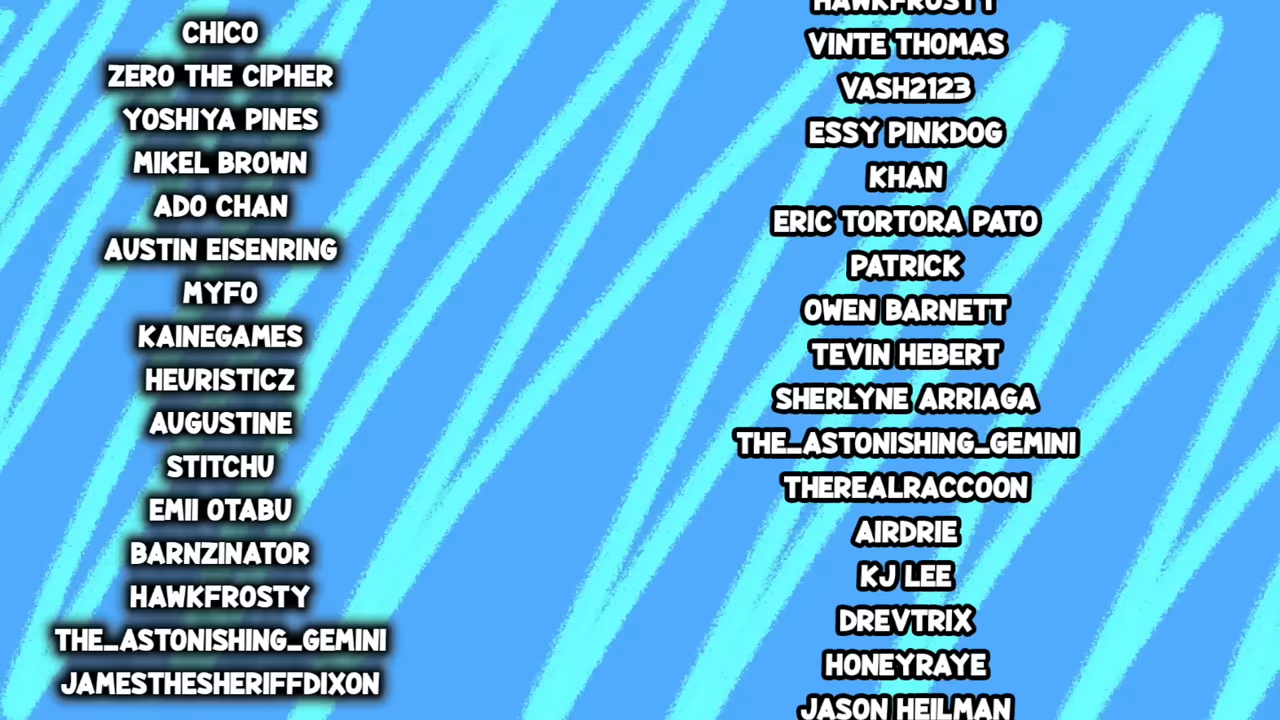 CHICO
ZERO THE CIPHER
YOSHIYA PINES
MIKEL BROWN
ADO CHAN
AUSTIN EISENRING
MYFO
KAINEGAMES
HEURISTICZ
AUGUSTINE
STITCHU
EMII OTABU
BARNZINATOR
HAWKFROSTY
THE_ASTONISHING_GEMINI
JAMESTHESHERIFFDIXON
HAWKFROSTY
VINTE THOMAS
VASH2123
ESSY PINKDOG
KHAN
ERIC TORTORA PATO
PATRICK
OWEN BARNETT
TEVIN HEBERT
SHERLYNE ARRIAGA
THE_ASTONISHING_GEMINI
THEREALRACCOON
AIRDRIE
KJ LEE
DREVTRIX
HONEYRAYE
JASON HEILMAN